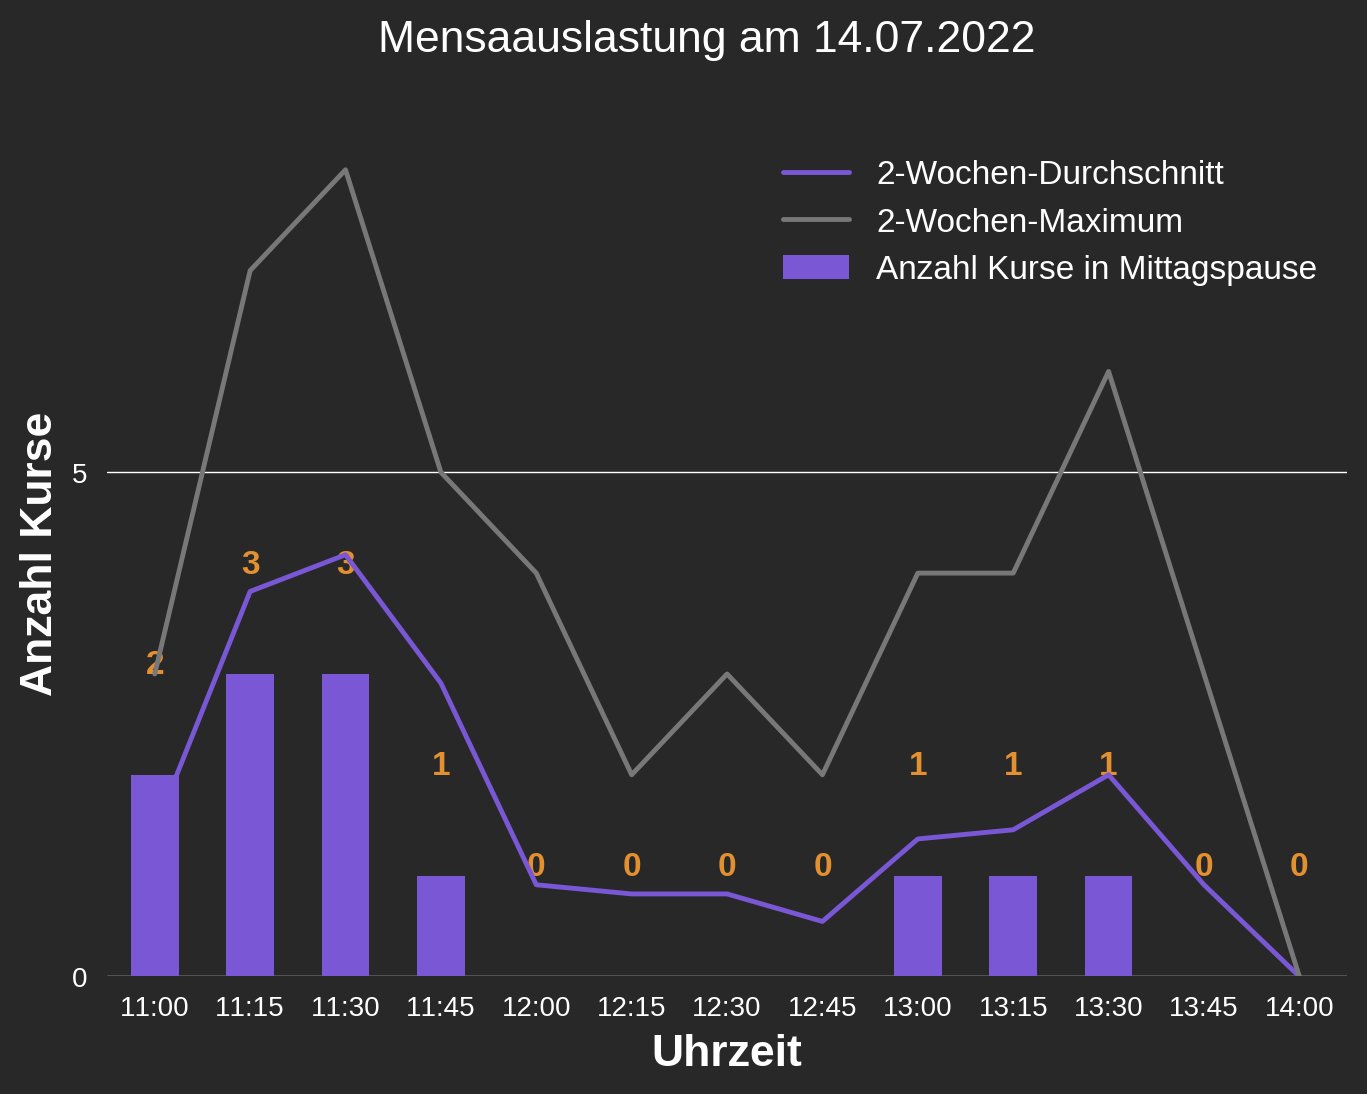 Mensaauslastung am 14.07.2022
2-Wochen-Durchschnitt
2-Wochen-Maximum
Anzahl Kurse in Mittagspause
Anzahl Kurse
5
0
2
3
3
1
0
0
0
0
1
1
1
0
0
11:00 11:15 11:30 11:45 12:00 12:15 12:30 12:45 13:00 13:15 13:30 13:45 14:00
Uhrzeit